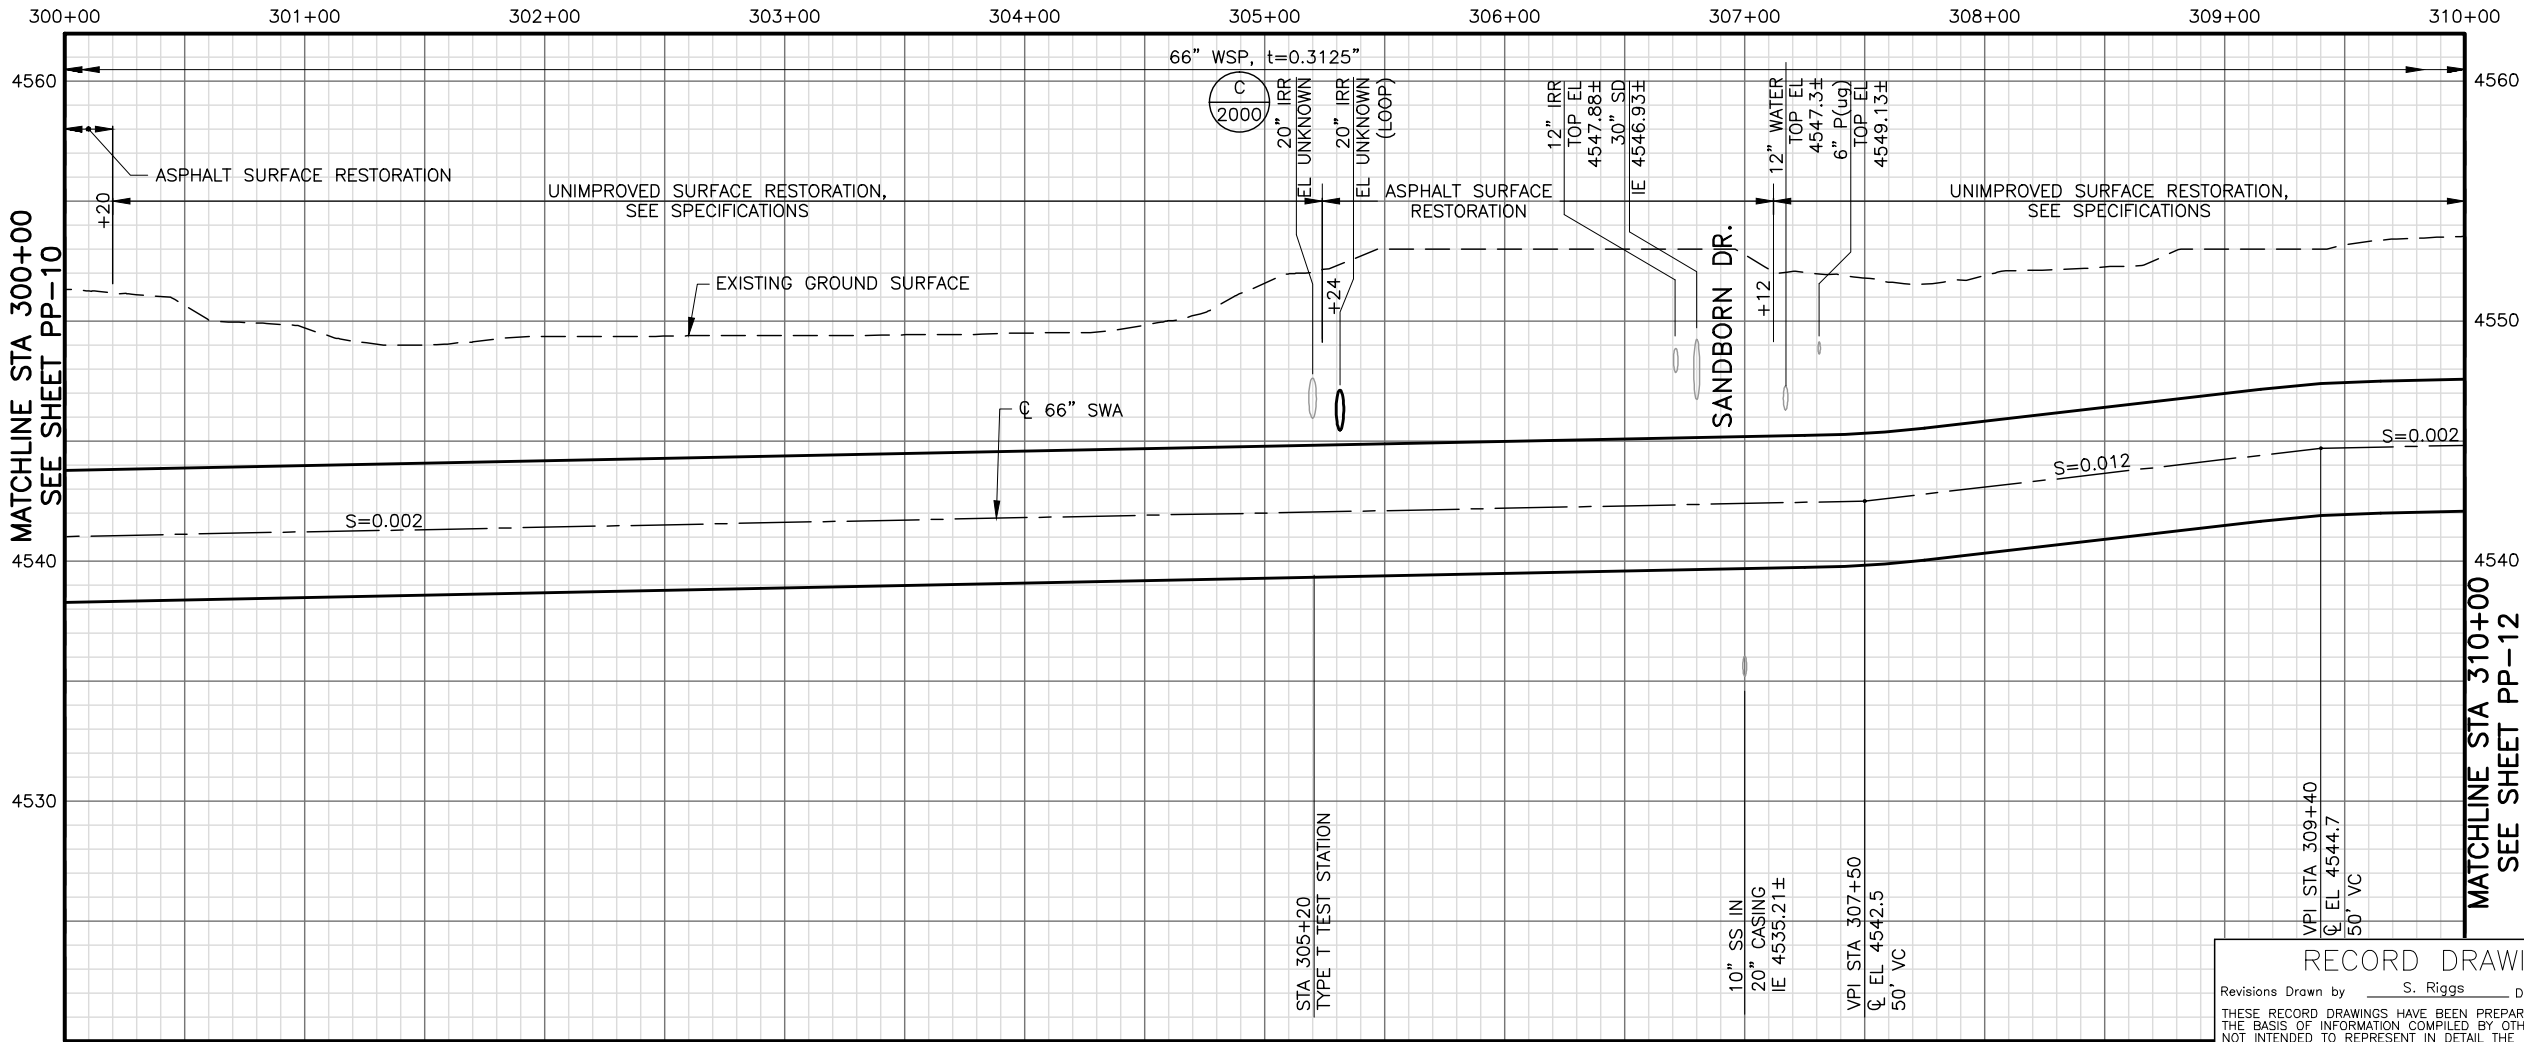 300+00 301+00 302+00 303+00 304+00 305+00 306+00 307+00 308+00 309+00 310+00
66" WSP, t=0.3125"
4560
4560
C
2000
20" IRR
EL UNKNOWN
20" IRR
EL UNKNOWN
(LOOP)
12" IRR
TOP EL
4547.88±
30" SD
IE 4546.93±
12" WATER
TOP EL
4547.3±
6" P(ug)
TOP EL
4549.13±
ASPHALT SURFACE RESTORATION
+20
UNIMPROVED SURFACE RESTORATION,
SEE SPECIFICATIONS
ASPHALT SURFACE
RESTORATION
UNIMPROVED SURFACE RESTORATION,
SEE SPECIFICATIONS
MATCHLINE STA 300+00
SEE SHEET PP-10
EXISTING GROUND SURFACE
+24
SANDBORN DR.
+12
4550
℄ 66" SWA
S=0.002
S=0.012
S=0.002
4540
4540
4530
STA 305+20
TYPE T TEST STATION
10" SS IN
20" CASING
IE 4535.21±
VPI STA 307+50
℄ EL 4542.5
50' VC
VPI STA 309+40
℄ EL 4544.7
50' VC
MATCHLINE STA 310+00
SEE SHEET PP-12
RECORD DRAWI
Revisions Drawn by S. Riggs D
THESE RECORD DRAWINGS HAVE BEEN PREPAR
THE BASIS OF INFORMATION COMPILED BY OTH
NOT INTENDED TO REPRESENT IN DETAIL THE